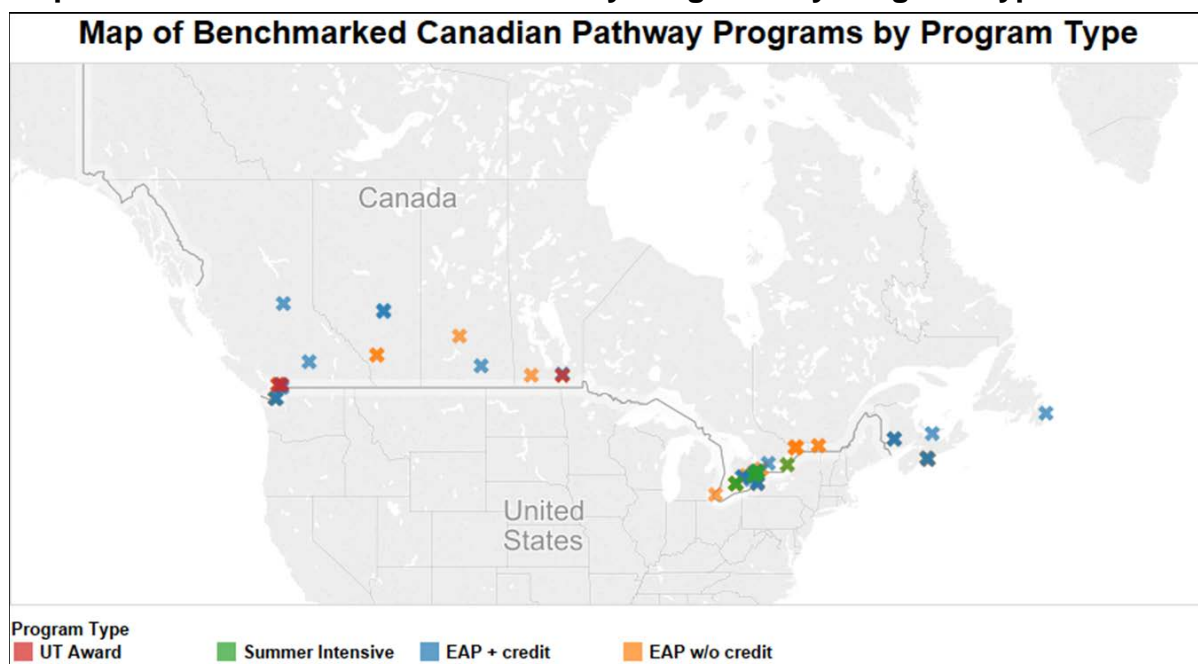 Map of Benchmarked Canadian Pathway Programs by Program Type
Canada
United
States
Program Type
UT Award
Summer Intensive
EAP + credit
EAP w/o credit